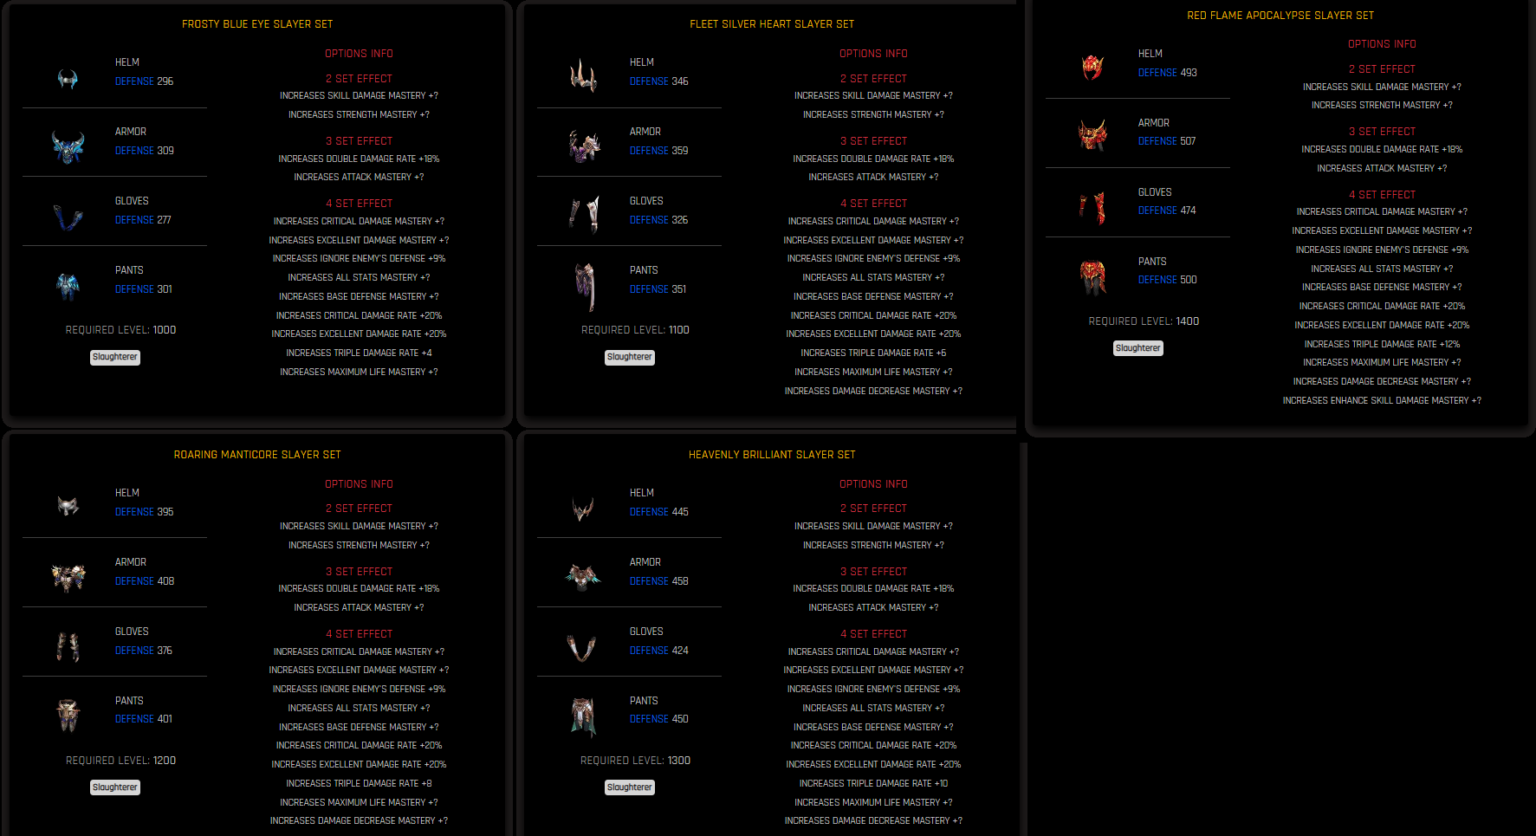 FROSTY BLUE EYE SLAYER SET
HELM
DEFENSE 296
ARMOR
DEFENSE 309
GLOVES
DEFENSE 277
PANTS
DEFENSE 301
REQUIRED LEVEL: 1000
Slaughterer
OPTIONS INFO
2 SET EFFECT
INCREASES SKILL DAMAGE MASTERY +?
INCREASES STRENGTH MASTERY +?
3 SET EFFECT
INCREASES DOUBLE DAMAGE RATE +18%
INCREASES ATTACK MASTERY +?
4 SET EFFECT
INCREASES CRITICAL DAMAGE MASTERY +?
INCREASES EXCELLENT DAMAGE MASTERY +?
INCREASES IGNORE ENEMY'S DEFENSE +9%
INCREASES ALL STATS MASTERY +?
INCREASES BASE DEFENSE MASTERY +?
INCREASES CRITICAL DAMAGE RATE +20%
INCREASES EXCELLENT DAMAGE RATE +20%
INCREASES TRIPLE DAMAGE RATE +4
INCREASES MAXIMUM LIFE MASTERY +?
FLEET SILVER HEART SLAYER SET
HELM
DEFENSE 346
ARMOR
DEFENSE 359
GLOVES
DEFENSE 326
PANTS
DEFENSE 351
REQUIRED LEVEL: 1100
Slaughterer
OPTIONS INFO
2 SET EFFECT
INCREASES SKILL DAMAGE MASTERY +?
INCREASES STRENGTH MASTERY +?
3 SET EFFECT
INCREASES DOUBLE DAMAGE RATE +18%
INCREASES ATTACK MASTERY +?
4 SET EFFECT
INCREASES CRITICAL DAMAGE MASTERY +?
INCREASES EXCELLENT DAMAGE MASTERY +?
INCREASES IGNORE ENEMY'S DEFENSE +9%
INCREASES ALL STATS MASTERY +?
INCREASES BASE DEFENSE MASTERY +?
INCREASES CRITICAL DAMAGE RATE +20%
INCREASES EXCELLENT DAMAGE RATE +20%
INCREASES TRIPLE DAMAGE RATE +6
INCREASES MAXIMUM LIFE MASTERY +?
INCREASES DAMAGE DECREASE MASTERY +?
RED FLAME APOCALYPSE SLAYER SET
HELM
DEFENSE 493
ARMOR
DEFENSE 507
GLOVES
DEFENSE 474
PANTS
DEFENSE 500
REQUIRED LEVEL: 1400
Slaughterer
OPTIONS INFO
2 SET EFFECT
INCREASES SKILL DAMAGE MASTERY +?
INCREASES STRENGTH MASTERY +?
3 SET EFFECT
INCREASES DOUBLE DAMAGE RATE +18%
INCREASES ATTACK MASTERY +?
4 SET EFFECT
INCREASES CRITICAL DAMAGE MASTERY +?
INCREASES EXCELLENT DAMAGE MASTERY +?
INCREASES IGNORE ENEMY'S DEFENSE +9%
INCREASES ALL STATS MASTERY +?
INCREASES BASE DEFENSE MASTERY +?
INCREASES CRITICAL DAMAGE RATE +20%
INCREASES EXCELLENT DAMAGE RATE +20%
INCREASES TRIPLE DAMAGE RATE +12%
INCREASES MAXIMUM LIFE MASTERY +?
INCREASES DAMAGE DECREASE MASTERY +?
INCREASES ENHANCE SKILL DAMAGE MASTERY +?
ROARING MANTICORE SLAYER SET
HELM
DEFENSE 395
ARMOR
DEFENSE 408
GLOVES
DEFENSE 376
PANTS
DEFENSE 401
REQUIRED LEVEL: 1200
Slaughterer
OPTIONS INFO
2 SET EFFECT
INCREASES SKILL DAMAGE MASTERY +?
INCREASES STRENGTH MASTERY +?
3 SET EFFECT
INCREASES DOUBLE DAMAGE RATE +18%
INCREASES ATTACK MASTERY +?
4 SET EFFECT
INCREASES CRITICAL DAMAGE MASTERY +?
INCREASES EXCELLENT DAMAGE MASTERY +?
INCREASES IGNORE ENEMY'S DEFENSE +9%
INCREASES ALL STATS MASTERY +?
INCREASES BASE DEFENSE MASTERY +?
INCREASES CRITICAL DAMAGE RATE +20%
INCREASES EXCELLENT DAMAGE RATE +20%
INCREASES TRIPLE DAMAGE RATE +8
INCREASES MAXIMUM LIFE MASTERY +?
INCREASES DAMAGE DECREASE MASTERY +?
HEAVENLY BRILLIANT SLAYER SET
HELM
DEFENSE 445
ARMOR
DEFENSE 458
GLOVES
DEFENSE 424
PANTS
DEFENSE 450
REQUIRED LEVEL: 1300
Slaughterer
OPTIONS INFO
2 SET EFFECT
INCREASES SKILL DAMAGE MASTERY +?
INCREASES STRENGTH MASTERY +?
3 SET EFFECT
INCREASES DOUBLE DAMAGE RATE +18%
INCREASES ATTACK MASTERY +?
4 SET EFFECT
INCREASES CRITICAL DAMAGE MASTERY +?
INCREASES EXCELLENT DAMAGE MASTERY +?
INCREASES IGNORE ENEMY'S DEFENSE +9%
INCREASES ALL STATS MASTERY +?
INCREASES BASE DEFENSE MASTERY +?
INCREASES CRITICAL DAMAGE RATE +20%
INCREASES EXCELLENT DAMAGE RATE +20%
INCREASES TRIPLE DAMAGE RATE +10
INCREASES MAXIMUM LIFE MASTERY +?
INCREASES DAMAGE DECREASE MASTERY +?